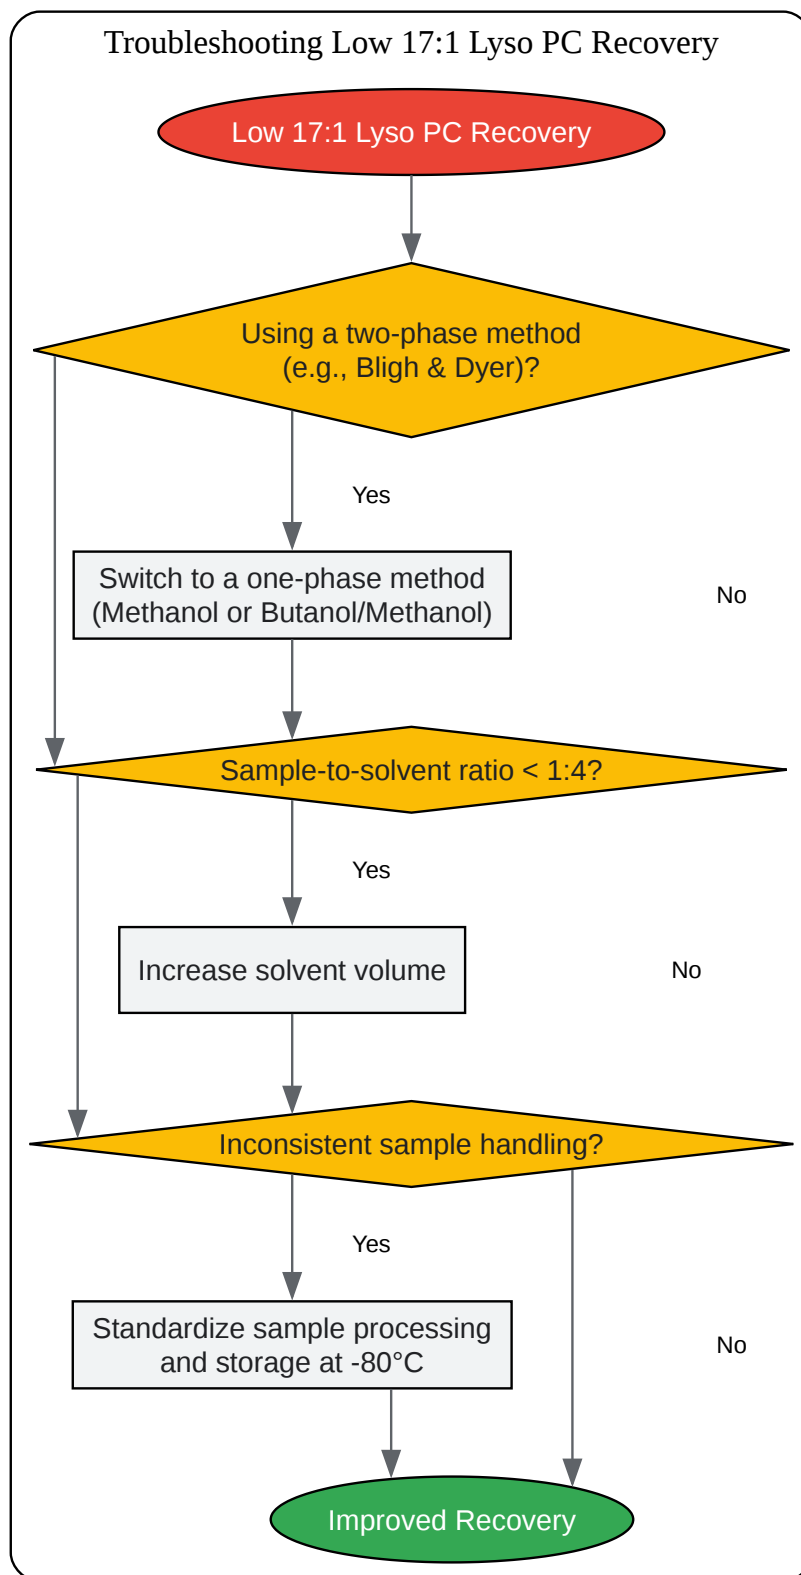 Troubleshooting Low 17:1 Lyso PC Recovery
Low 17:1 Lyso PC Recovery
Using a two-phase method
(e.g., Bligh & Dyer)?
Yes
Switch to a one-phase method
(Methanol or Butanol/Methanol)
No
Sample-to-solvent ratio < 1:4?
Yes
Increase solvent volume
No
Inconsistent sample handling?
Yes
Standardize sample processing
and storage at -80°C
No
Improved Recovery